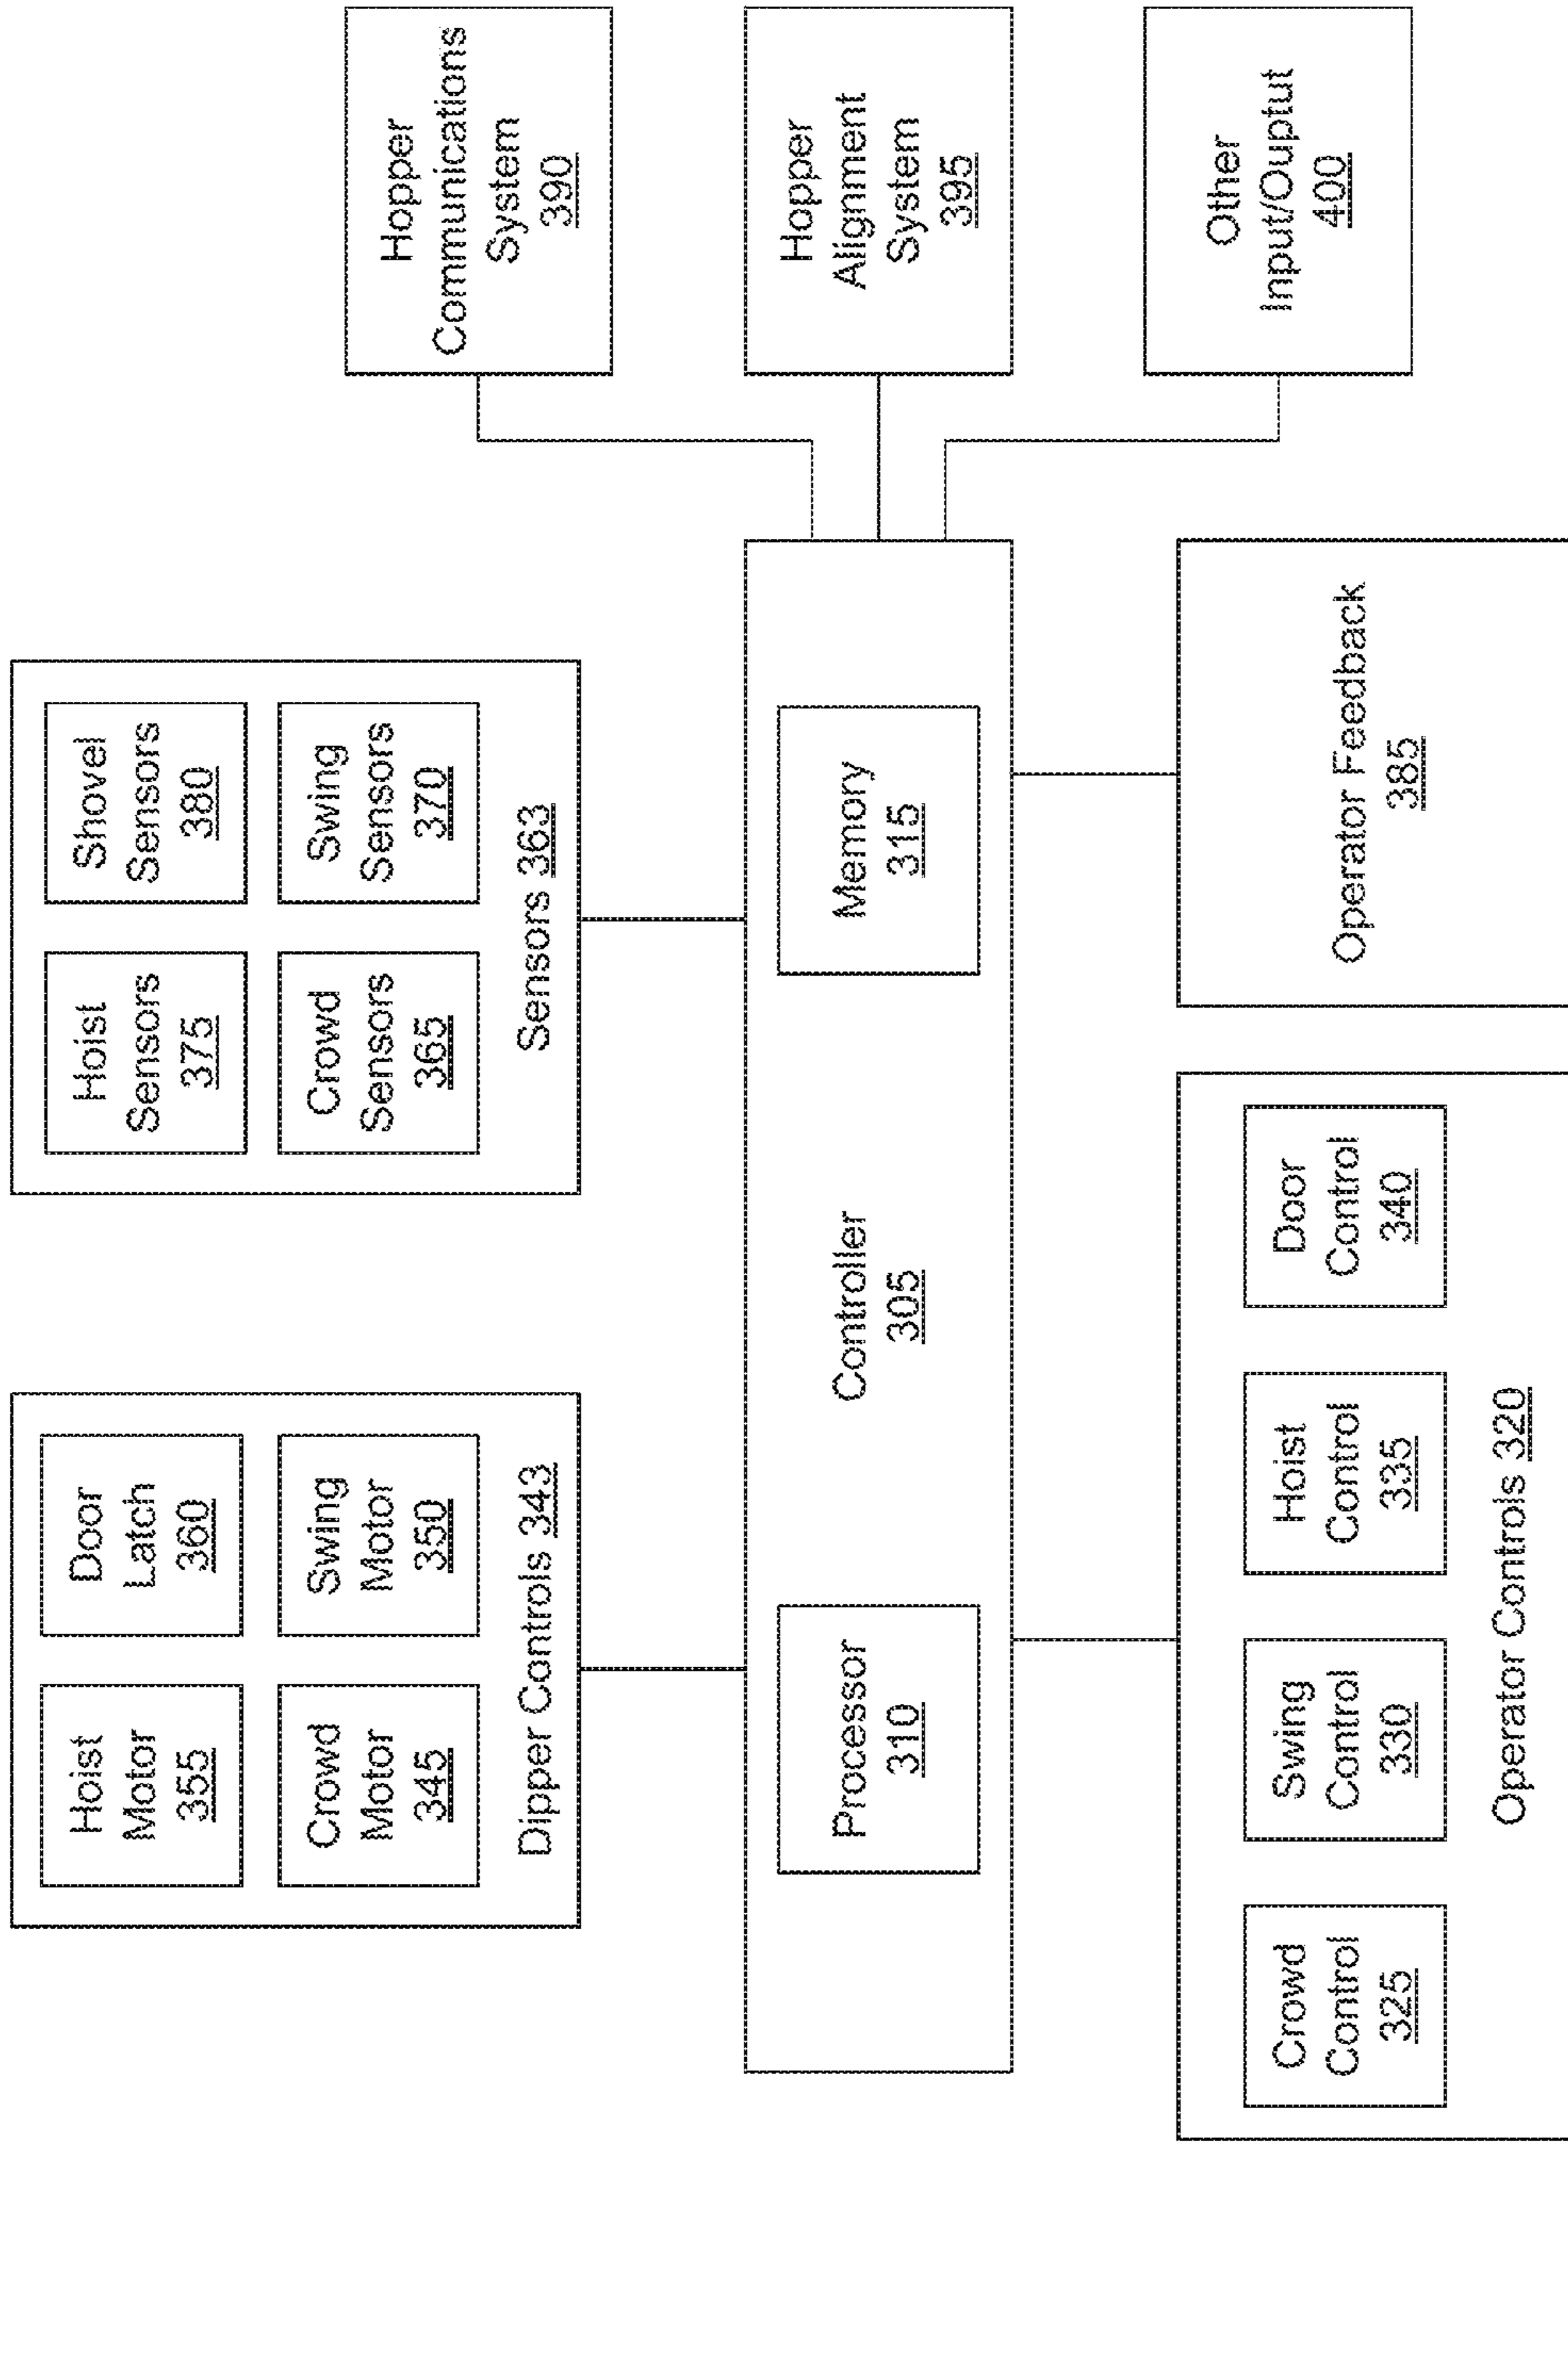 Hoist
Motor
355
Door
Latch
360
Crowd
Motor
345
Swing
Motor
350
Dipper Controls 343
Hoist
Sensors
375
Shovel
Sensors
380
Crowd
Sensors
365
Swing
Sensors
370
Sensors 363
Hopper
Communications
System
390
Processor
310
Controller
305
Memory
315
Hopper
Alignment
System
395
Crowd
Control
325
Swing
Control
330
Hoist
Control
335
Door
Control
340
Operator Controls 320
Operator Feedback
385
Other
Input/Ouptut
400